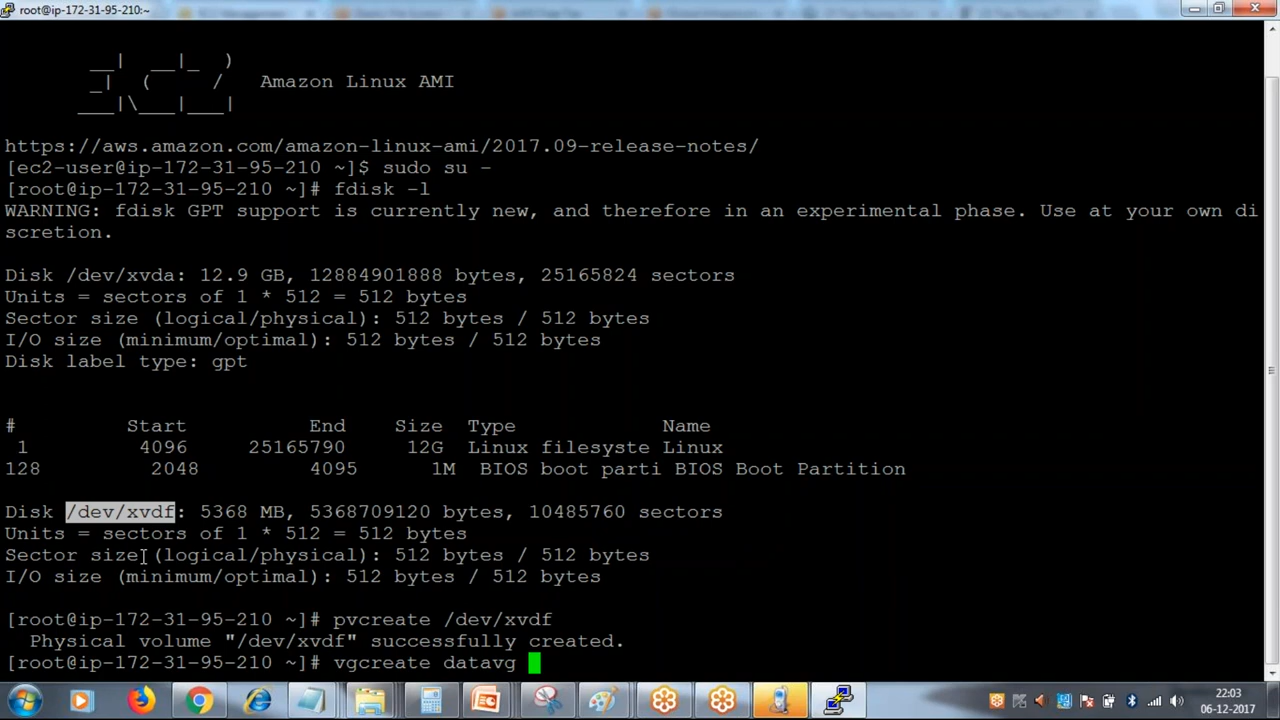 root@ip-172-31-95-210:~
__|  __|_  )
_|  (     /   Amazon Linux AMI
___|\___|___|
https://aws.amazon.com/amazon-linux-ami/2017.09-release-notes/
[ec2-user@ip-172-31-95-210 ~]$ sudo su -
[root@ip-172-31-95-210 ~]# fdisk -l
WARNING: fdisk GPT support is currently new, and therefore in an experimental phase. Use at your own di
scretion.
Disk /dev/xvda: 12.9 GB, 12884901888 bytes, 25165824 sectors
Units = sectors of 1 * 512 = 512 bytes
Sector size (logical/physical): 512 bytes / 512 bytes
I/O size (minimum/optimal): 512 bytes / 512 bytes
Disk label type: gpt
# Start End Size Type Name
1 4096 25165790 12G Linux filesyste Linux
128 2048 4095 1M BIOS boot parti BIOS Boot Partition
Disk /dev/xvdf: 5368 MB, 5368709120 bytes, 10485760 sectors
Units = sectors of 1 * 512 = 512 bytes
Sector size (logical/physical): 512 bytes / 512 bytes
I/O size (minimum/optimal): 512 bytes / 512 bytes
[root@ip-172-31-95-210 ~]# pvcreate /dev/xvdf
Physical volume "/dev/xvdf" successfully created.
[root@ip-172-31-95-210 ~]# vgcreate datavg
22:03
06-12-2017